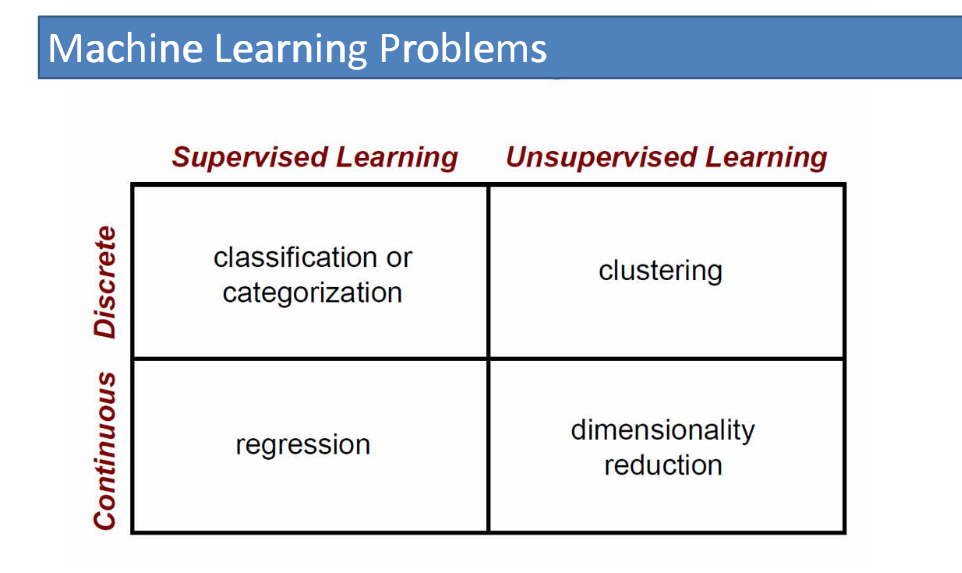 Machine Learning Problems
Supervised Learning
Unsupervised Learning
Discrete
classification or
categorization
clustering
Continuous
regression
dimensionality
reduction